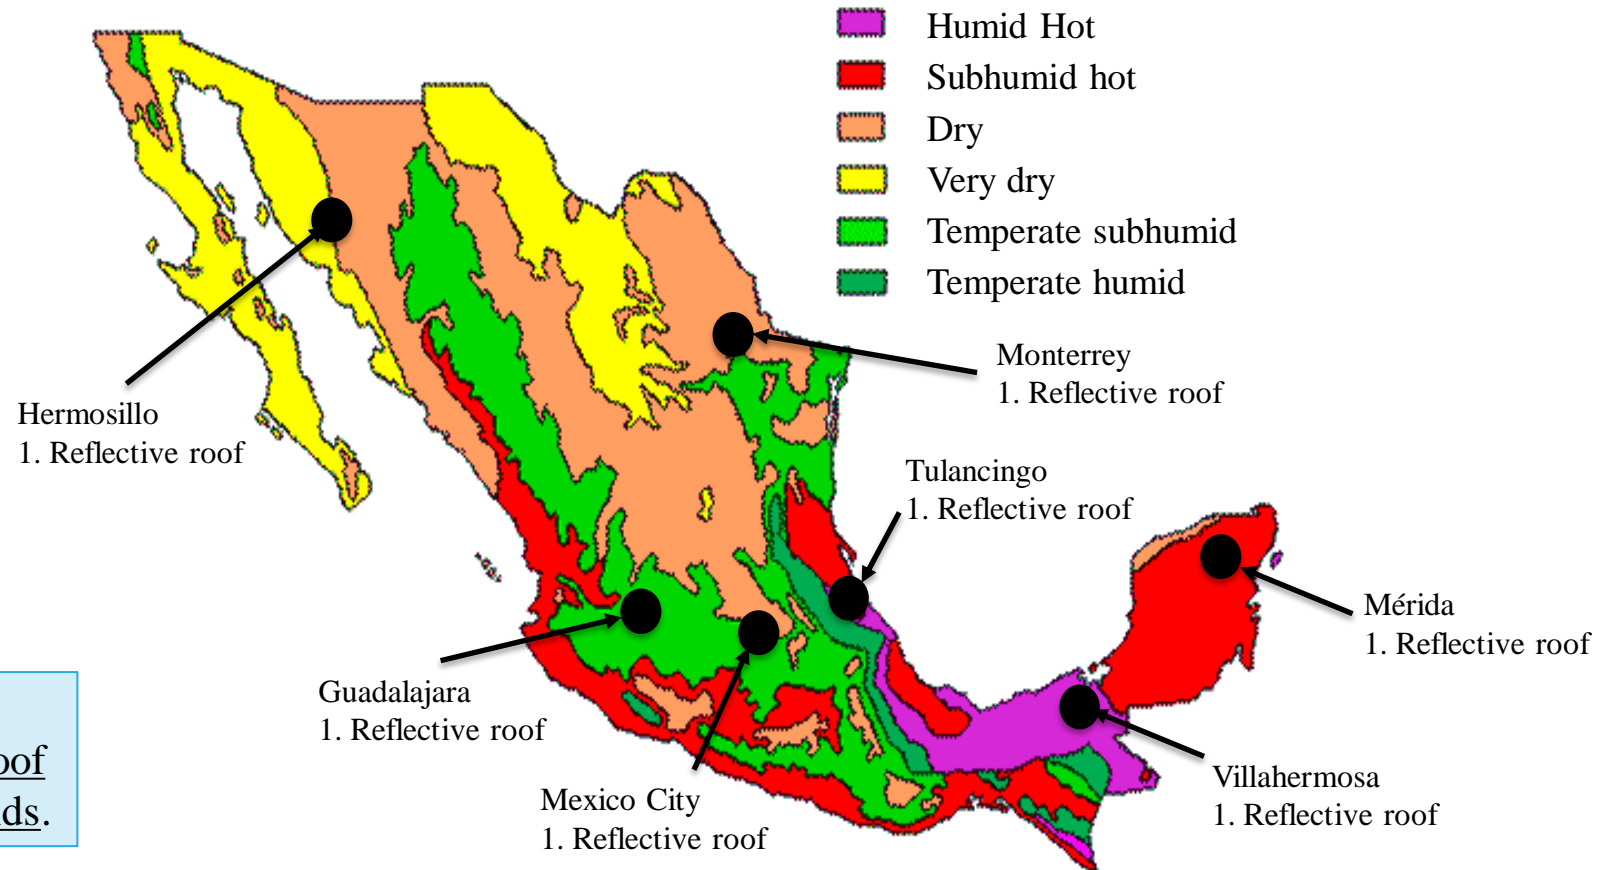 Humid Hot
Subhumid hot
Dry
Very dry
Temperate subhumid
Temperate humid
Monterrey
1. Reflective roof
Hermosillo
1. Reflective roof
Tulancingo
1. Reflective roof
Mérida
1. Reflective roof
Guadalajara
1. Reflective roof
Mexico City
1. Reflective roof
Villahermosa
1. Reflective roof